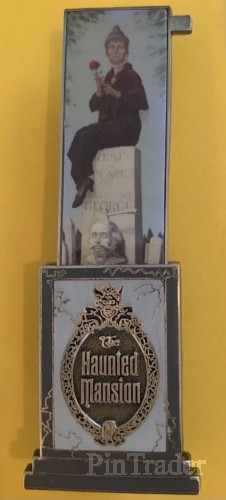 REST
PEACE
GEORGE
The
Haunted
Mansion
PinTrader